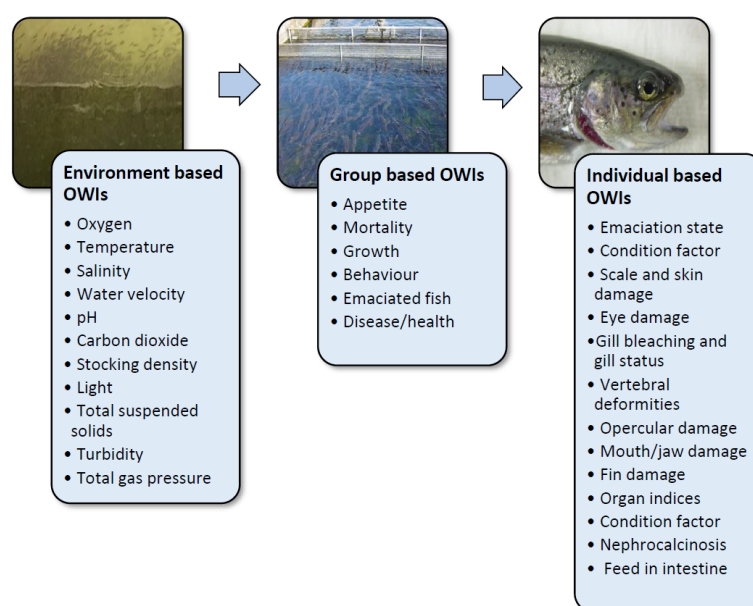 Environment based
OWIs
• Oxygen
• Temperature
• Salinity
• Water velocity
• pH
• Carbon dioxide
• Stocking density
• Light
• Total suspended
solids
• Turbidity
• Total gas pressure
Group based OWIs
• Appetite
• Mortality
• Growth
• Behaviour
• Emaciated fish
• Disease/health
Individual based
OWIs
• Emaciation state
• Condition factor
• Scale and skin
damage
• Eye damage
•Gill bleaching and
gill status
• Vertebral
deformities
• Opercular damage
• Mouth/jaw damage
• Fin damage
• Organ indices
• Condition factor
• Nephrocalcinosis
• Feed in intestine